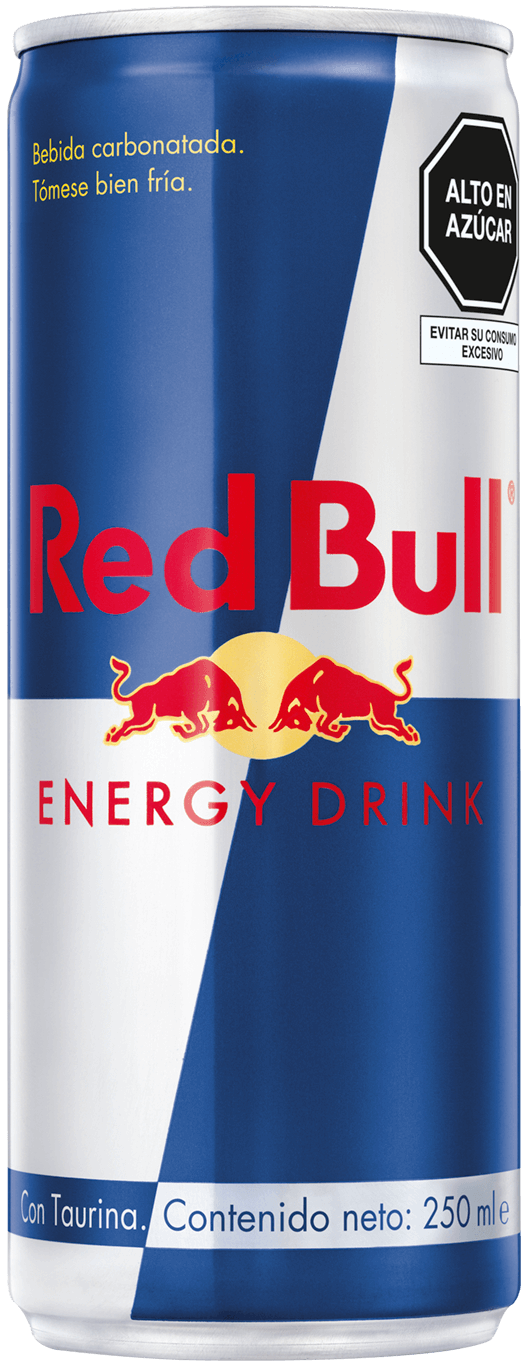 Bebida carbonatada.
Tómese bien fría.
ALTO EN
AZÚCAR
EVITAR SU CONSUMO
EXCESIVO
Red Bull®
ENERGY DRINK
Con Taurina.
Contenido neto: 250 ml e